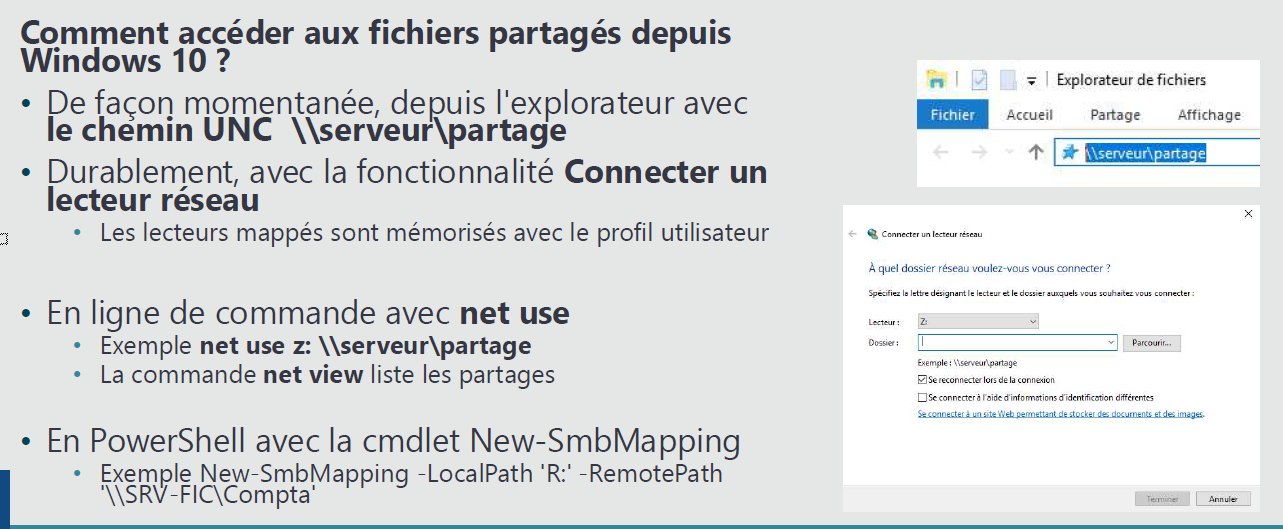 Comment accéder aux fichiers partagés depuis
Windows 10 ?
• De façon momentanée, depuis l'explorateur avec
le chemin UNC \\serveur\partage
• Durablement, avec la fonctionnalité Connecter un
lecteur réseau
• Les lecteurs mappés sont mémorisés avec le profil utilisateur
• En ligne de commande avec net use
• Exemple net use z: \\serveur\partage
• La commande net view liste les partages
• En PowerShell avec la cmdlet New-SmbMapping
• Exemple New-SmbMapping -LocalPath 'R:' -RemotePath
'\\SRV-FIC\Compta'
Explorateur de fichiers
Fichier Accueil Partage Affichage
\\serveur\partage
Connecter un lecteur réseau
À quel dossier réseau voulez-vous vous connecter ?
Spécifiez la lettre désignant le lecteur et le dossier auxquels vous souhaitez vous connecter :
Lecteur : Z:
Dossier : Parcourir...
Exemple : \\serveur\partage
Se reconnecter lors de la connexion
Se connecter à l'aide d'informations d'identification différentes
Se connecter à un site Web permettant de stocker des documents et des images.
Terminer Annuler